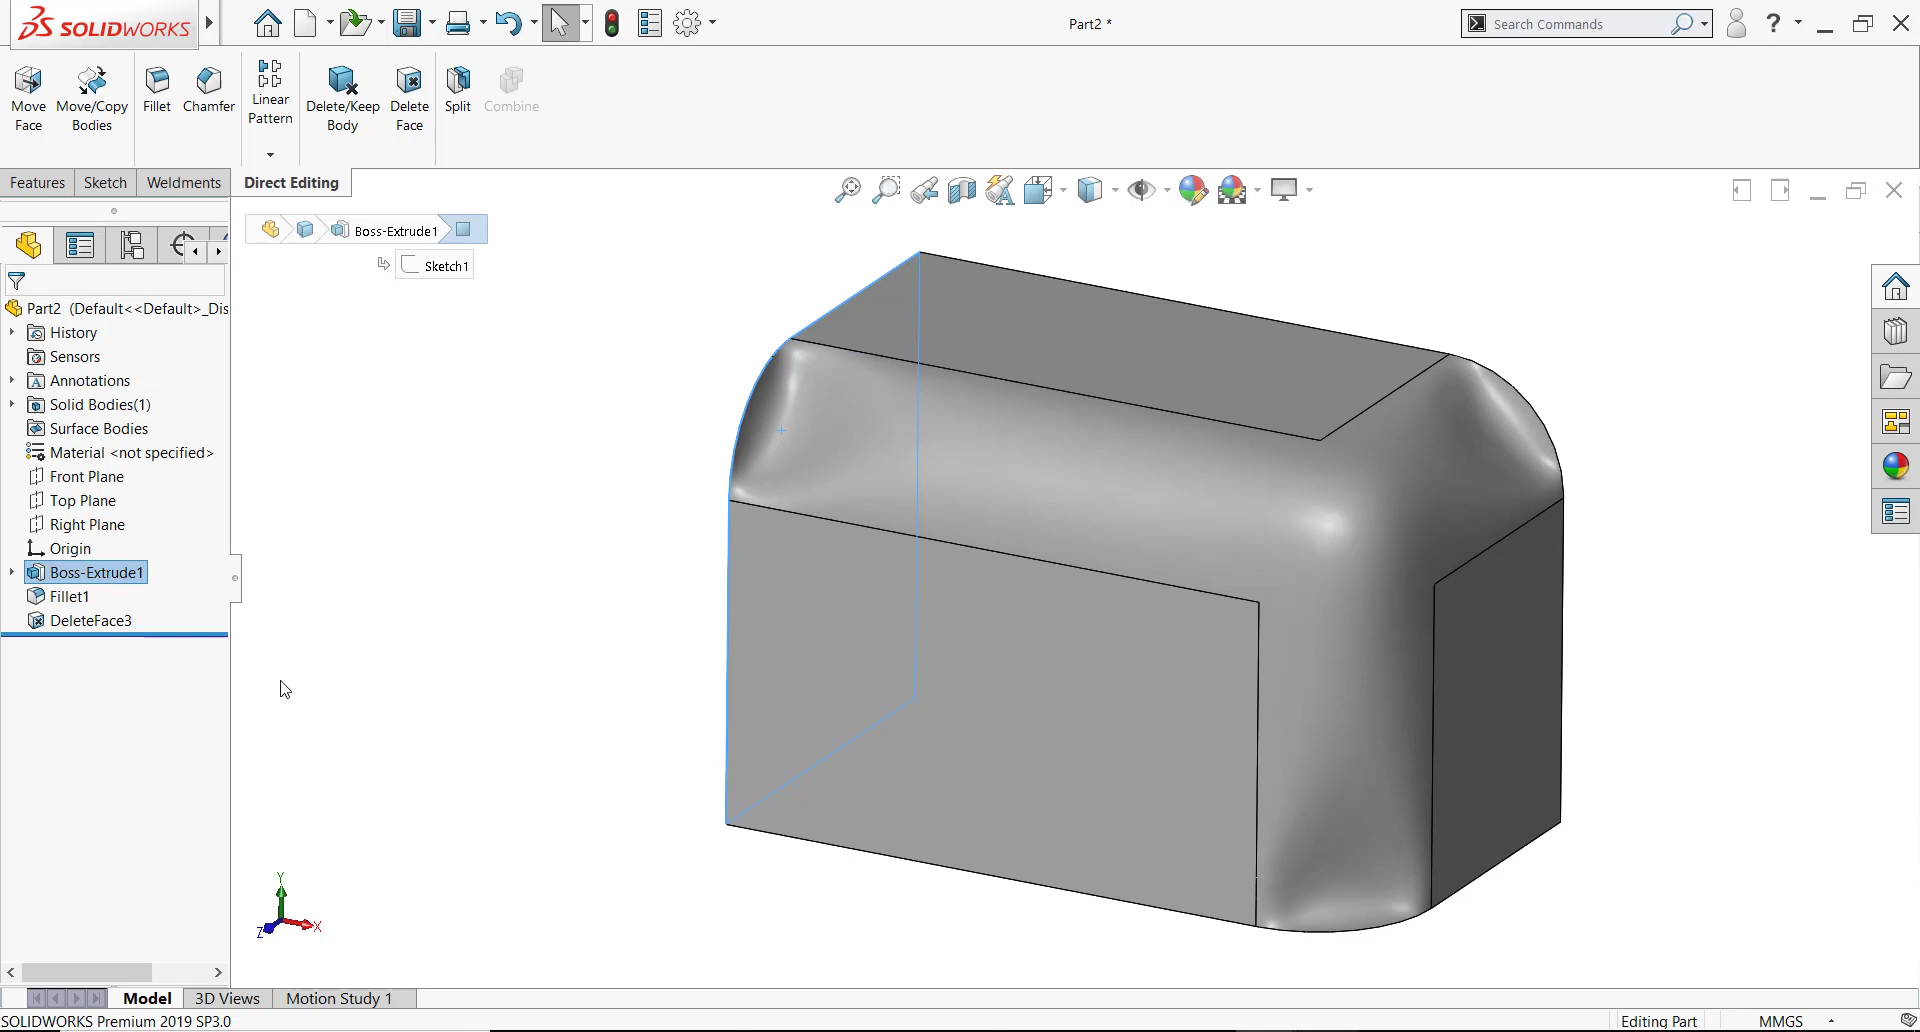 SOLIDWORKS
Part2 *
Search Commands
?
Move Face
Move/Copy Bodies
Fillet
Chamfer
Linear Pattern
Delete/Keep Body
Delete Face
Split
Combine
Features
Sketch
Weldments
Direct Editing
Boss-Extrude1
Sketch1
Part2 (Default<<Default>_Dis
History
Sensors
Annotations
Solid Bodies(1)
Surface Bodies
Material <not specified>
Front Plane
Top Plane
Right Plane
Origin
Boss-Extrude1
Fillet1
DeleteFace3
Y
X
Z
Model
3D Views
Motion Study 1
SOLIDWORKS Premium 2019 SP3.0
Editing Part
MMGS